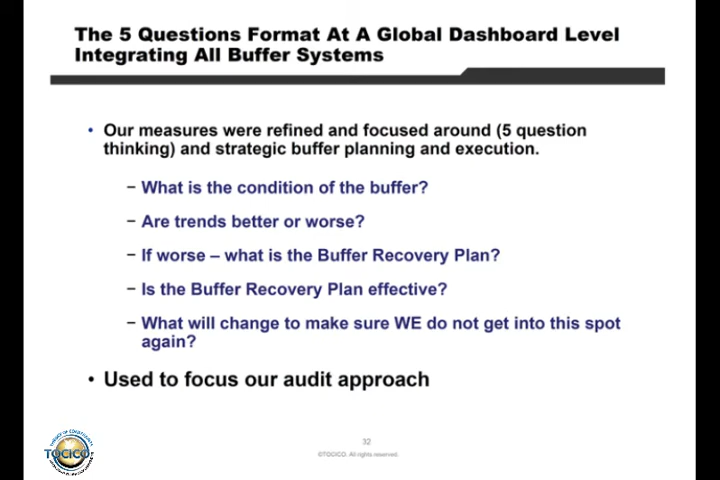 The 5 Questions Format At A Global Dashboard Level
Integrating All Buffer Systems
• Our measures were refined and focused around (5 question
thinking) and strategic buffer planning and execution.
– What is the condition of the buffer?
– Are trends better or worse?
– If worse – what is the Buffer Recovery Plan?
– Is the Buffer Recovery Plan effective?
– What will change to make sure WE do not get into this spot
again?
• Used to focus our audit approach
TOCICO
32
©TOCICO. All rights reserved.